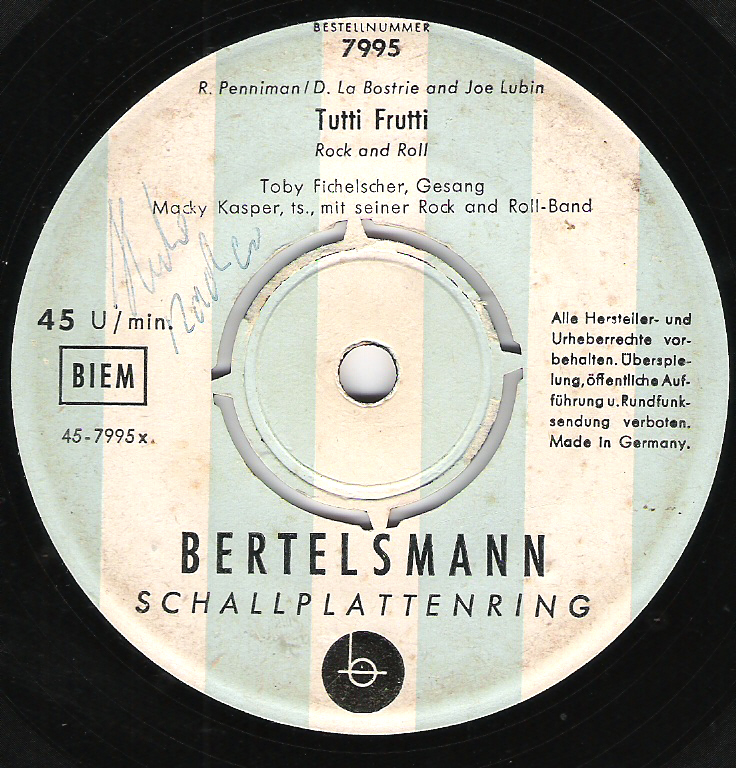 BESTELLNUMMER
7995
R. Penniman/D. La Bostrie and Joe Lubin
Tutti Frutti
Rock and Roll
Toby Fichelscher, Gesang
Macky Kasper, ts., mit seiner Rock and Roll-Band
45 U/min.
BIEM
45-7995x.
Alle Hersteller- und
Urheberrechte vor-
behalten. Überspie-
lung, öffentliche Auf-
führung u. Rundfunk-
sendung verboten.
Made in Germany.
BERTELSMANN
SCHALLPLATTENRING
b